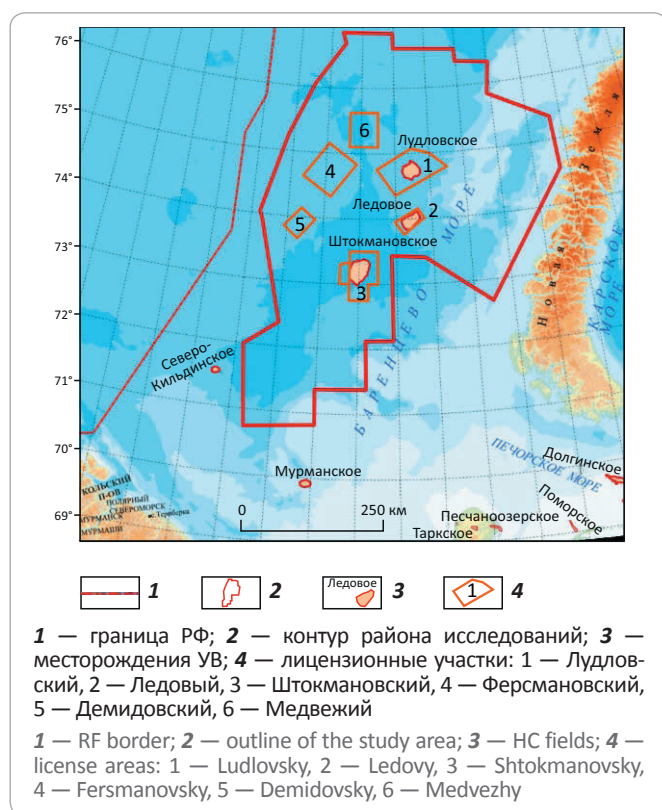 76°
75°
74°
73°
72°
71°
70°
69°
6
Лудловское
1
4
Ледовое
2
5
Штокмановское
3
МОРЕ
БАРЕНЦЕВО
Новая Земля
КАРСКОЕ
МОРЕ
Северо-
Кильдинское
Мурманское
ПЕЧОРСКОЕ МОРЕ
Долгинское
Поморское
Песчаноозерское
Таркское
КОЛЬСКИЙ
П-ОВ
ПОЛЯРНЫЙ
СЕВЕРОМОРСК
МУРМАНСК
МУРМАШИ
0 250 км
1
2
Ледовое
3
1
4
1 — граница РФ; 2 — контур района исследований; 3 —
месторождения УВ; 4 — лицензионные участки: 1 — Лудлов-
ский, 2 — Ледовый, 3 — Штокмановский, 4 — Ферсмановский,
5 — Демидовский, 6 — Медвежий
1 — RF border; 2 — outline of the study area; 3 — HC fields; 4 —
license areas: 1 — Ludlovsky, 2 — Ledovy, 3 — Shtokmanovsky,
4 — Fersmanovsky, 5 — Demidovsky, 6 — Medvezhy